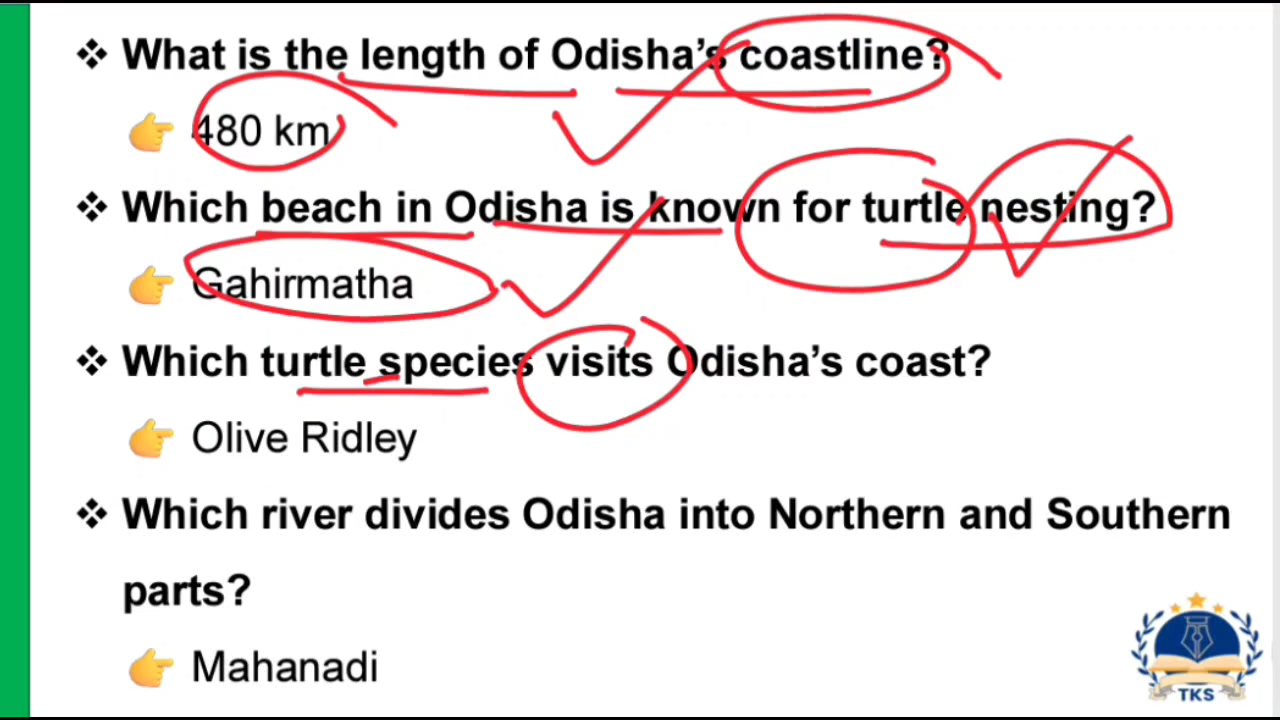 ❖ What is the length of Odisha’s coastline?
👉 480 km
❖ Which beach in Odisha is known for turtle nesting?
👉 Gahirmatha
❖ Which turtle species visits Odisha’s coast?
👉 Olive Ridley
❖ Which river divides Odisha into Northern and Southern
parts?
👉 Mahanadi
TKS